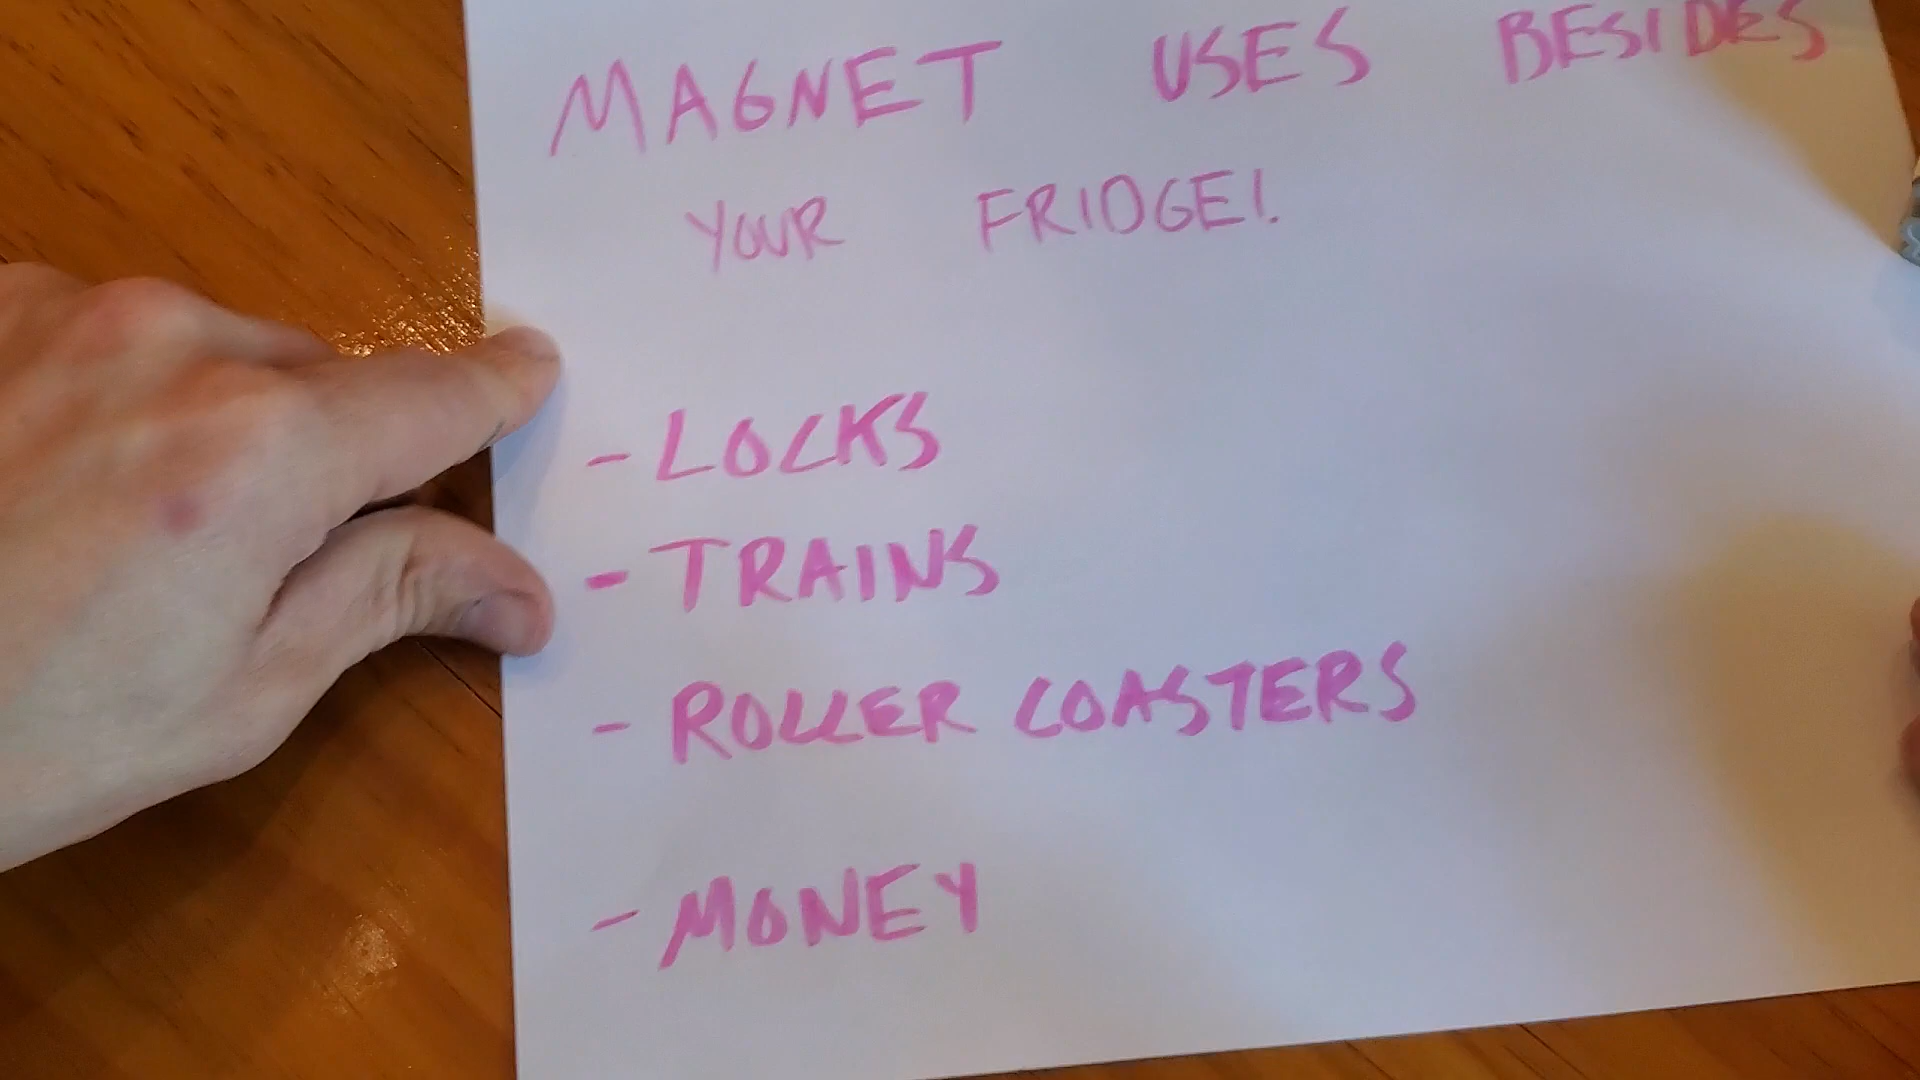 MAGNET USES BESIDES
YOUR FRIDGE!
- LOCKS
- TRAINS
- ROLLER COASTERS
- MONEY